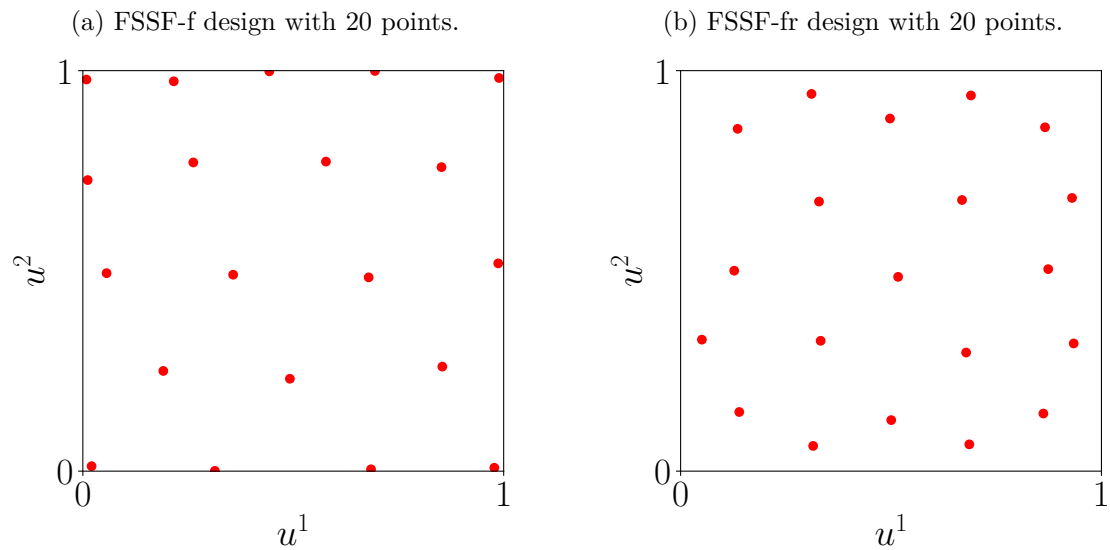 (a) FSSF-f design with 20 points.
1
u²
0
0
1
u¹
(b) FSSF-fr design with 20 points.
1
u²
0
0
1
u¹